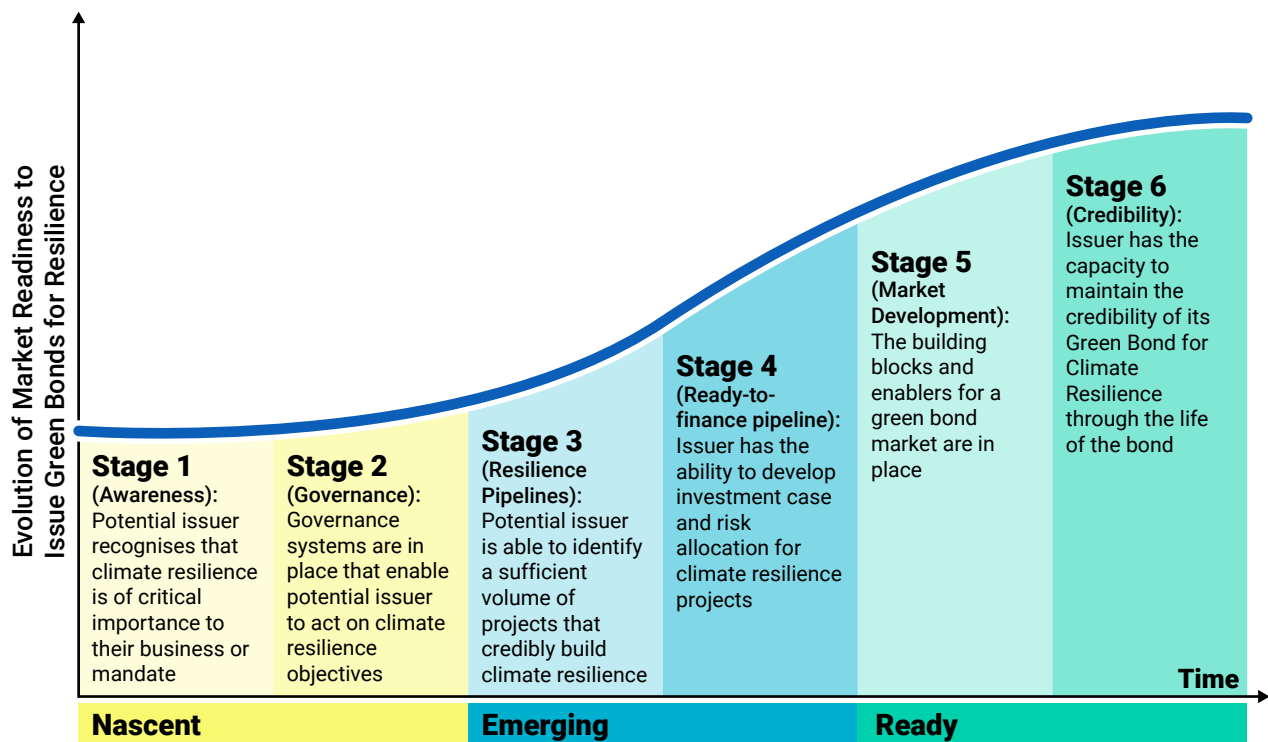 Evolution of Market Readiness to
Issue Green Bonds for Resilience
Stage 1
(Awareness):
Potential issuer
recognises that
climate resilience
is of critical
importance to
their business or
mandate
Stage 2
(Governance):
Governance
systems are in
place that enable
potential issuer
to act on climate
resilience
objectives
Stage 3
(Resilience
Pipelines):
Potential issuer
is able to identify
a sufficient
volume of
projects that
credibly build
climate resilience
Stage 4
(Ready-to-
finance pipeline):
Issuer has the
ability to develop
investment case
and risk
allocation for
climate resilience
projects
Stage 5
(Market
Development):
The building
blocks and
enablers for a
green bond
market are in
place
Stage 6
(Credibility):
Issuer has the
capacity to
maintain the
credibility of its
Green Bond for
Climate
Resilience
through the life
of the bond
Time
Nascent
Emerging
Ready